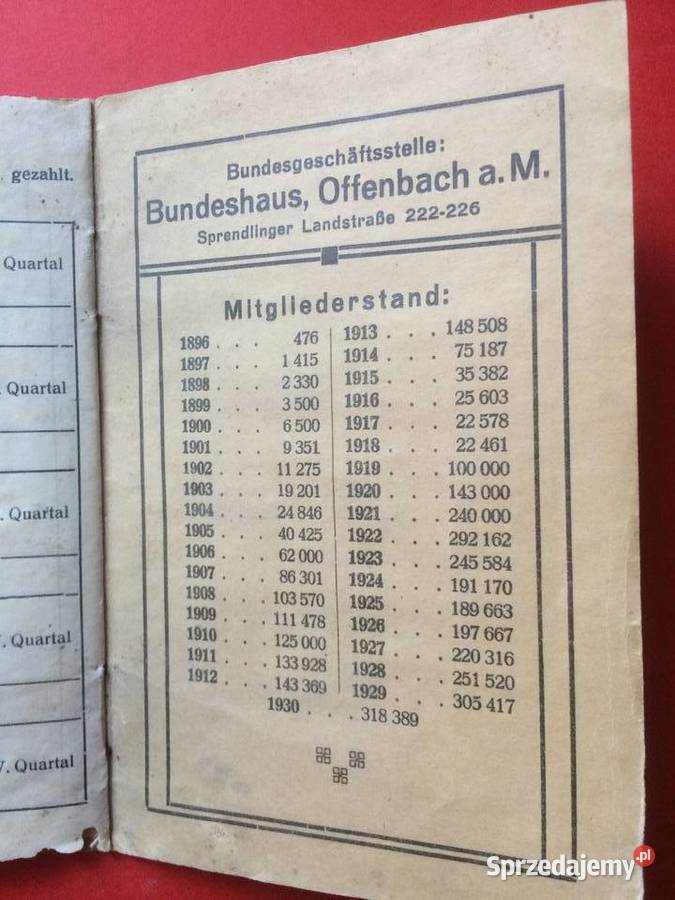 gezahlt.
Quartal
Quartal
Quartal
Quartal
V. Quartal
Bundesgeschäftsstelle:
Bundeshaus, Offenbach a. M.
Sprendlinger Landstraße 222-226
Mitgliederstand:
1896 . . . 476
1897 . . . 1 415
1898 . . . 2 330
1899 . . . 3 500
1900 . . . 6 500
1901 . . . 9 351
1902 . . . 11 275
1903 . . . 19 201
1904 . . . 24 846
1905 . . . 40 425
1906 . . . 62 000
1907 . . . 86 301
1908 . . . 103 570
1909 . . . 111 478
1910 . . . 125 000
1911 . . . 133 928
1912 . . . 143 369
1913 . . . 148 508
1914 . . . 75 187
1915 . . . 35 382
1916 . . . 25 603
1917 . . . 22 578
1918 . . . 22 461
1919 . . . 100 000
1920 . . . 143 000
1921 . . . 240 000
1922 . . . 292 162
1923 . . . 245 584
1924 . . . 191 170
1925 . . . 189 663
1926 . . . 197 667
1927 . . . 220 316
1928 . . . 251 520
1929 . . . 305 417
1930 . . . 318 389
Sprzedajemy.pl